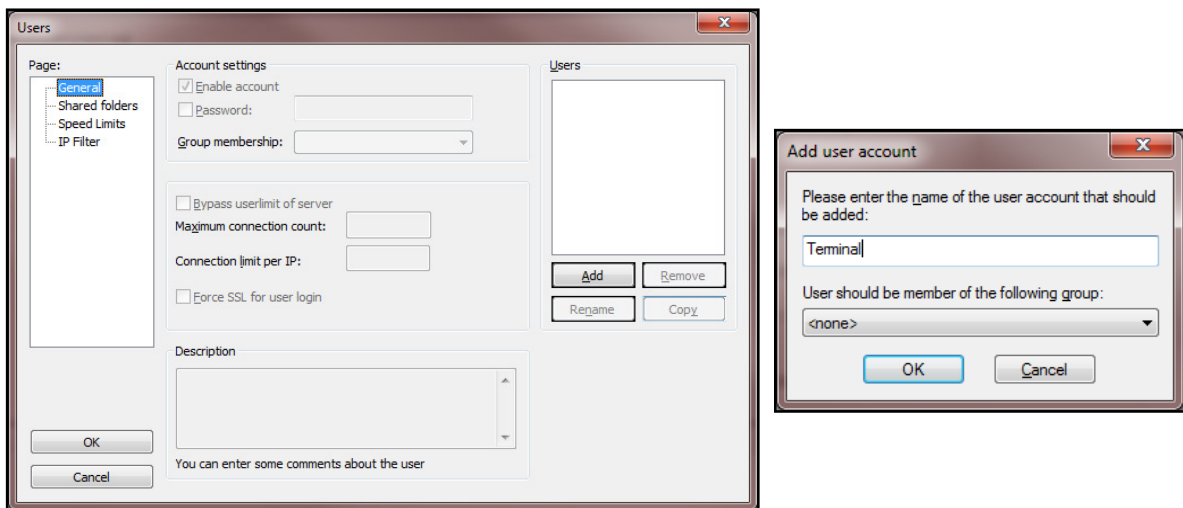 Users
Page:
General
Shared folders
Speed Limits
IP Filter
OK
Cancel
Account settings
Enable account
Password:
Group membership:
Bypass userlimit of server
Maximum connection count:
Connection limit per IP:
Force SSL for user login
Description
You can enter some comments about the user
Users
Add Remove
Rename Copy
Add user account
Please enter the name of the user account that should
be added:
Terminal
User should be member of the following group:
<none>
OK Cancel